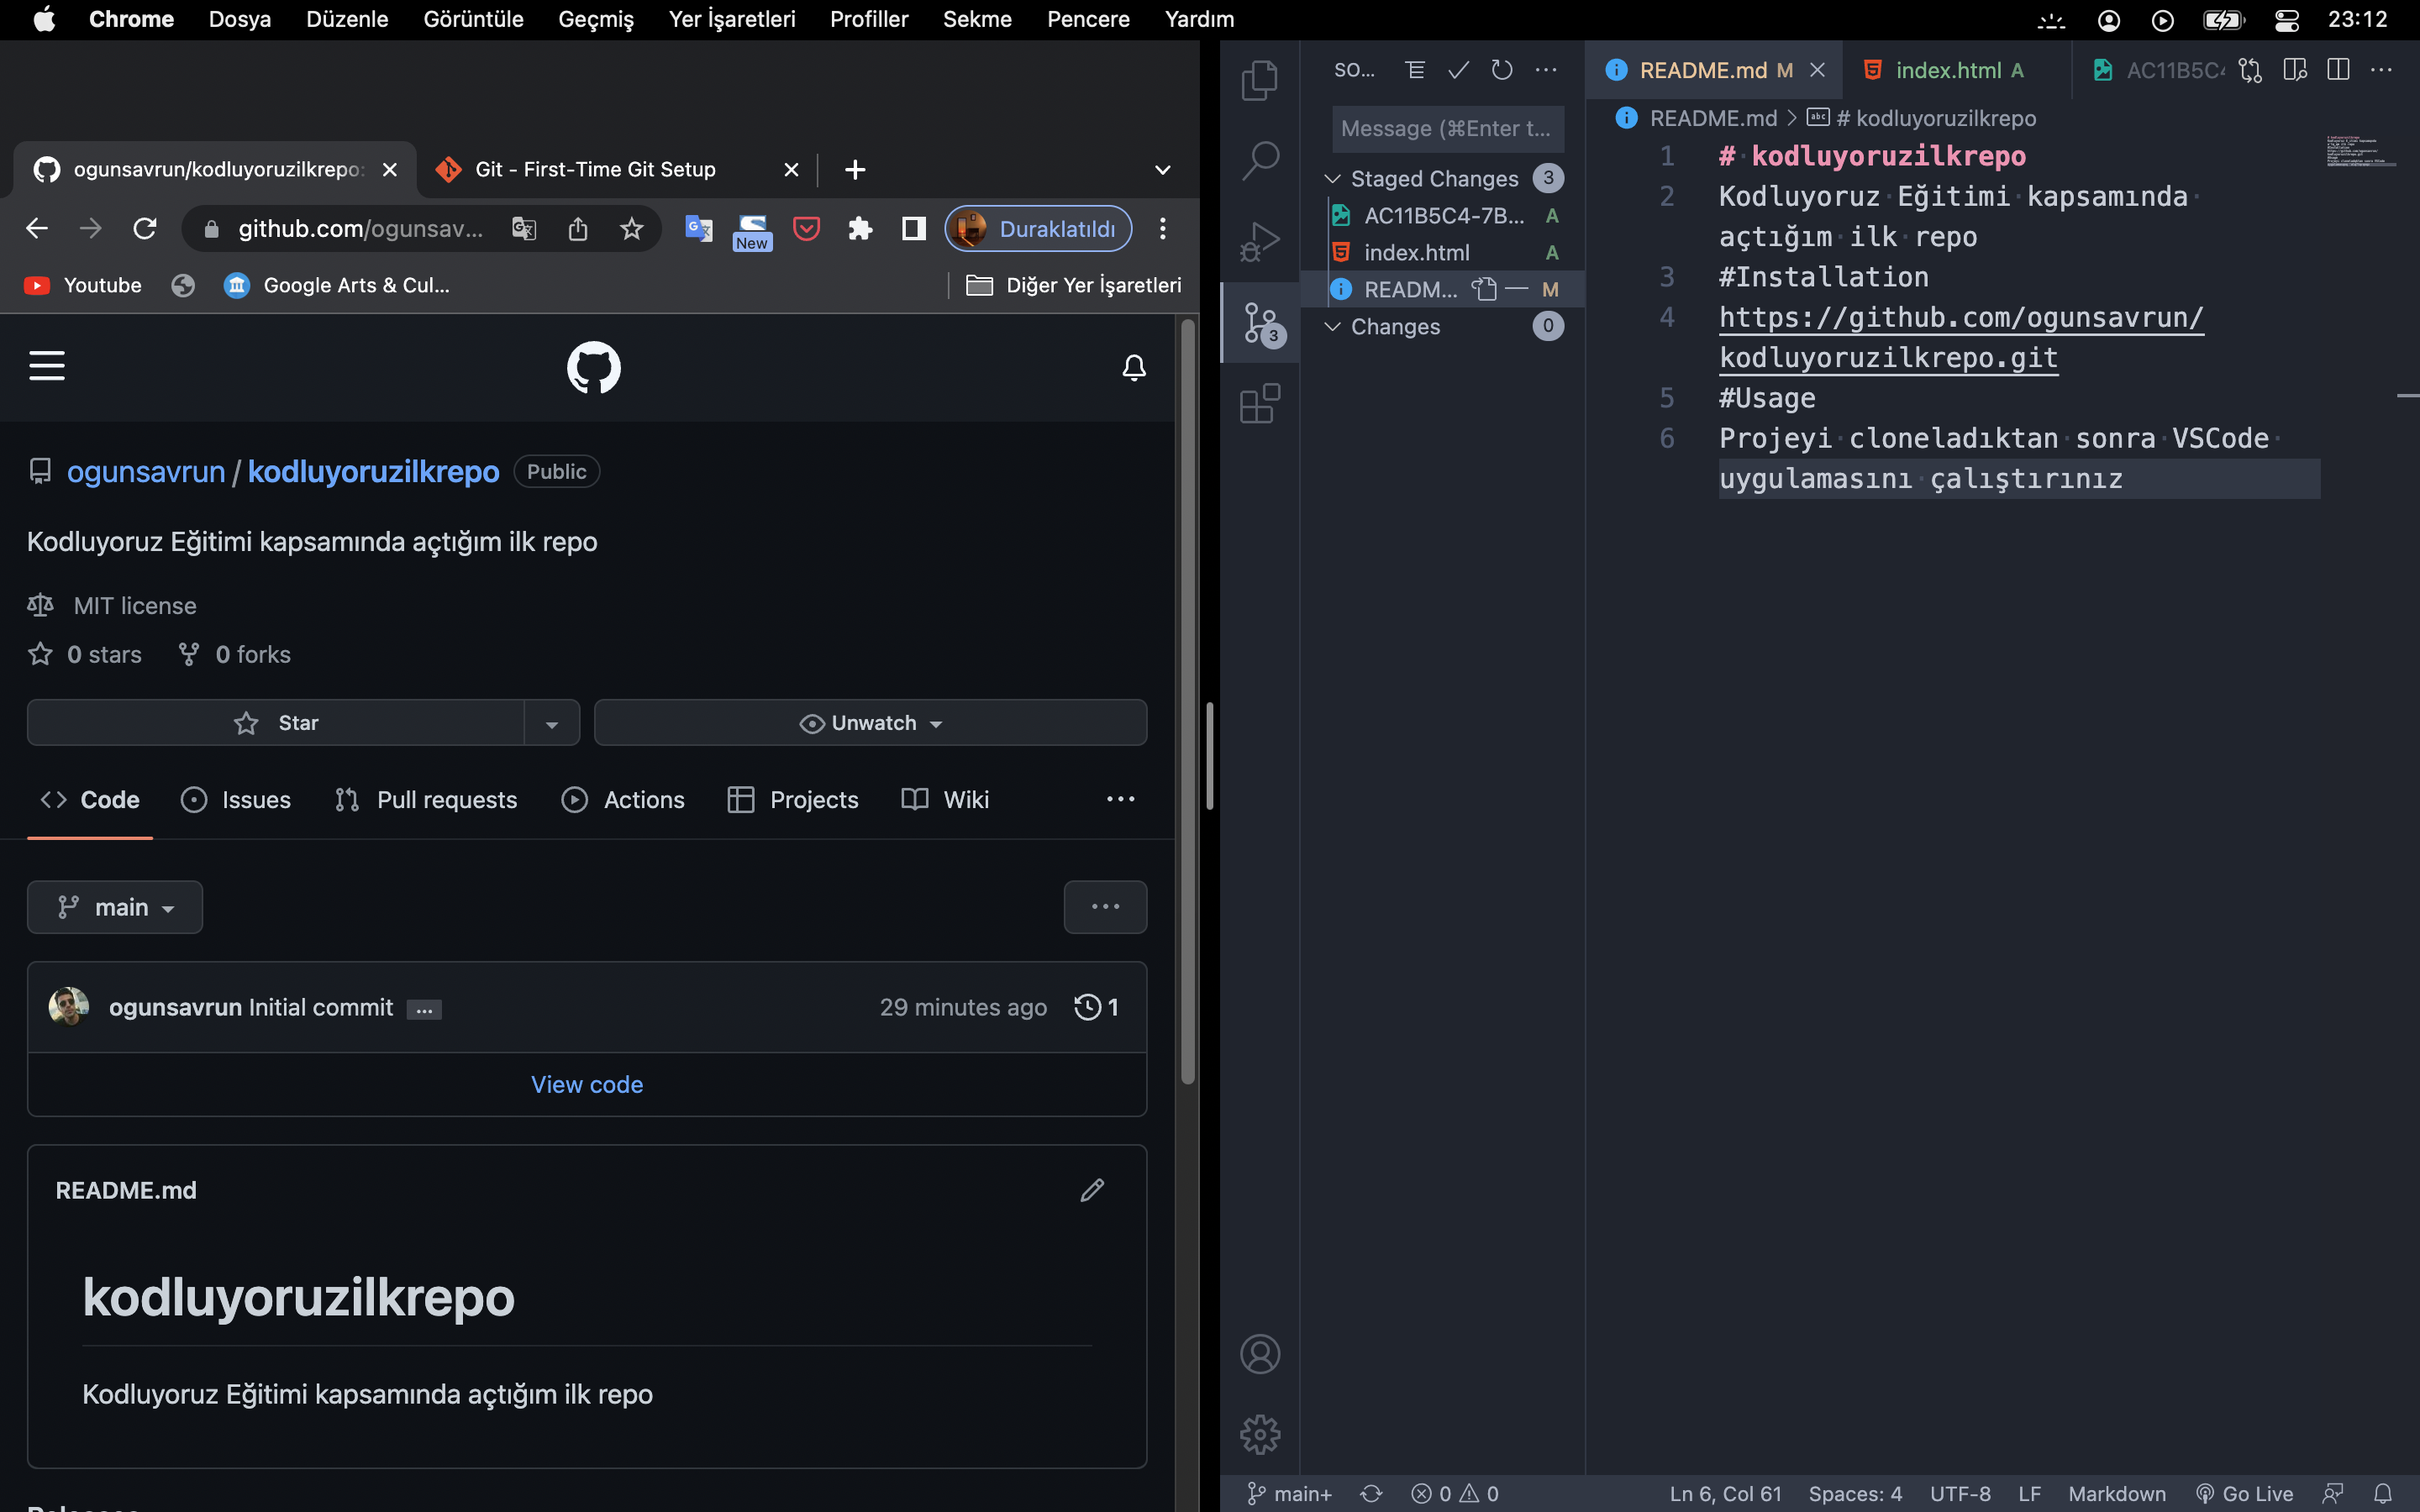 Chrome Dosya Düzenle Görüntüle Geçmiş Yer İşaretleri Profiller Sekme Pencere Yardım 23:12
ogunsavrun/kodluyoruzilkrepo: Git - First-Time Git Setup
github.com/ogunsav... New Duraklatıldı
Youtube Google Arts & Cul... Diğer Yer İşaretleri
ogunsavrun / kodluyoruzilkrepo Public
Kodluyoruz Eğitimi kapsamında açtığım ilk repo
MIT license
0 stars 0 forks
Star Unwatch
Code Issues Pull requests Actions Projects Wiki
main
ogunsavrun Initial commit ... 29 minutes ago 1
View code
README.md
kodluyoruzilkrepo
Kodluyoruz Eğitimi kapsamında açtığım ilk repo
SO...
Message (⌘Enter t...
Staged Changes 3
AC11B5C4-7B... A
index.html A
READM... M
Changes 0
3
README.md M index.html A AC11B5C4
README.md > # kodluyoruzilkrepo
1 # kodluyoruzilkrepo
2 Kodluyoruz Eğitimi kapsamında
açtığım ilk repo
3 #Installation
4 https://github.com/ogunsavrun/
kodluyoruzilkrepo.git
5 #Usage
6 Projeyi cloneladıktan sonra VSCode
uygulamasını çalıştırınız
main+ 0 0 Ln 6, Col 61 Spaces: 4 UTF-8 LF Markdown Go Live